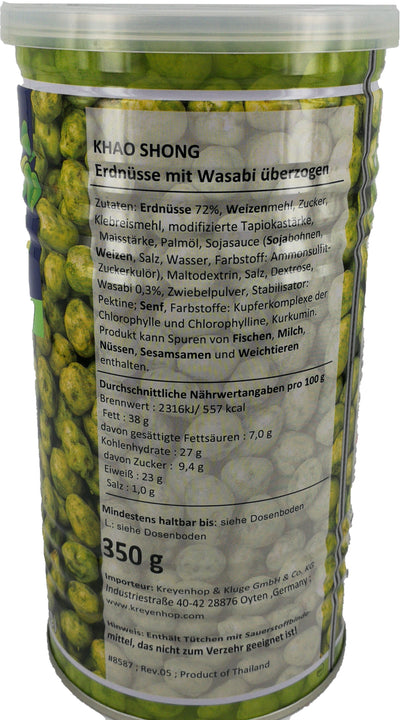 KHAO SHONG
Erdnüsse mit Wasabi überzogen
Zutaten: Erdnüsse 72%, Weizenmehl, Zucker,
Klebreismehl, modifizierte Tapiokastärke,
Maisstärke, Palmöl, Sojasauce (Sojabohnen,
Weizen, Salz, Wasser, Farbstoff: Ammonsulfit-
Zuckerkulör), Maltodextrin, Salz, Dextrose,
Wasabi 0,3%, Zwiebelpulver, Stabilisator:
Pektine; Senf, Farbstoffe: Kupferkomplexe der
Chlorophylle und Chlorophylline, Kurkumin.
Produkt kann Spuren von Fischen, Milch,
Nüssen, Sesamsamen und Weichtieren
enthalten.
Durchschnittliche Nährwertangaben pro 100 g
Brennwert : 2316kJ/ 557 kcal
Fett : 38 g
davon gesättigte Fettsäuren : 7,0 g
Kohlenhydrate : 27 g
davon Zucker : 9,4 g
Eiweiß : 23 g
Salz : 1,0 g
Mindestens haltbar bis: siehe Dosenboden
L.: siehe Dosenboden
350 g
Importeur: Kreyenhop & Kluge GmbH & Co. KG
Industriestraße 40-42 28876 Oyten ,Germany ;
www.kreyenhop.com
Hinweis: Enthält Tütchen mit Sauerstoffbinde-
mittel, das nicht zum Verzehr geeignet ist!
#8587 ; Rev.05 ; Product of Thailand